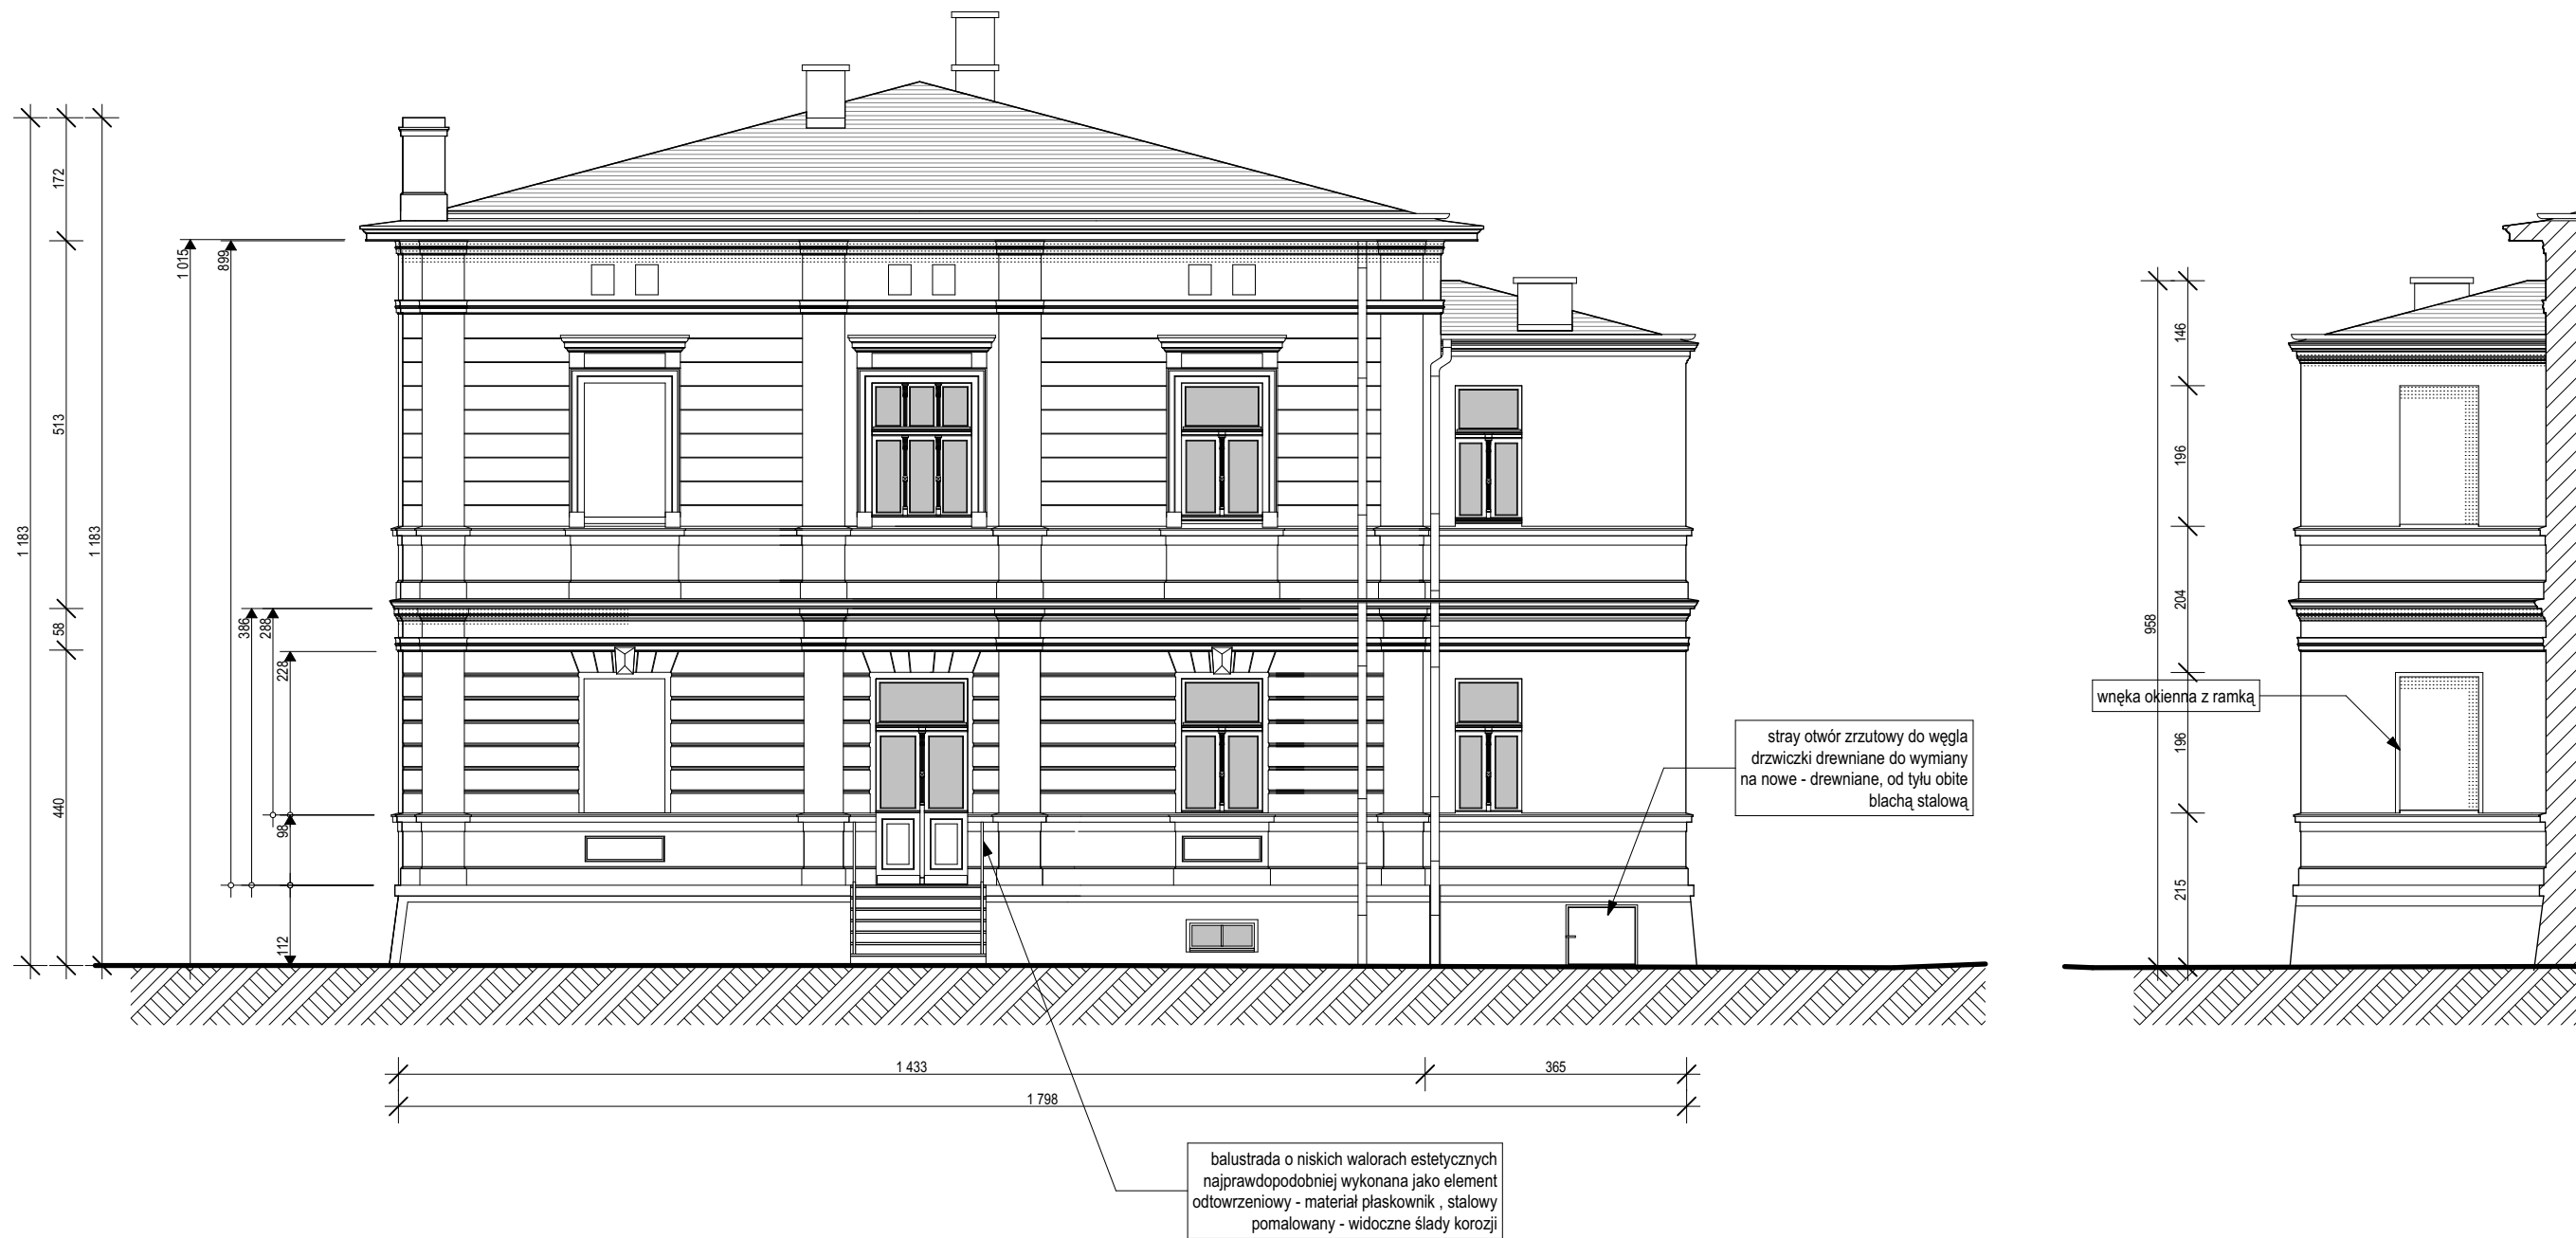 1 183
172
513
58
440
1 183
1 015
899
386
288
228
98
112
stray otwór zrzutowy do węgla
drzwiczki drewniane do wymiany
na nowe - drewniane, od tyłu obite
blachą stalową
1 433
365
1 798
balustrada o niskich walorach estetycznych
najprawdopodobniej wykonana jako element
odtowrzeniowy - materiał płaskownik , stalowy
pomalowany - widoczne ślady korozji
958
146
196
204
196
215
wnęka okienna z ramką